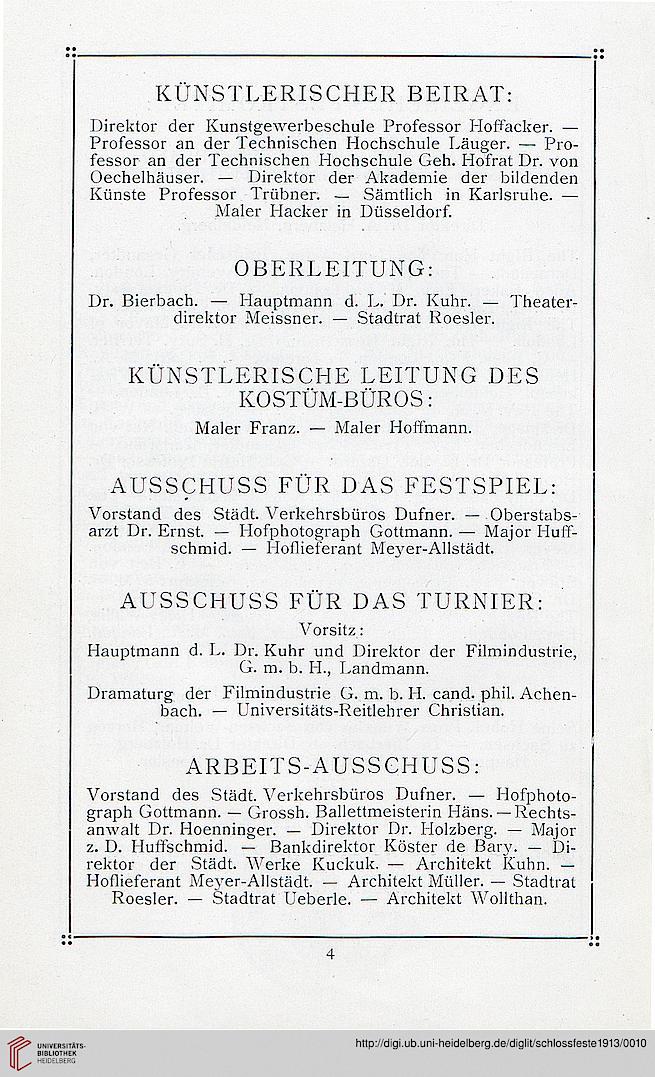 KÜNSTLERISCHER BEIRAT:
Direktor der Kunstgewerbeschule Professor Hoffacker. —
Professor an der Technischen Hochschule Läuger. — Pro-
fessor an der Technischen Hochschule Geh. Hofrat Dr. von
Oechelhäuser. — Direktor der Akademie der bildenden
Künste Professor Trübner. — Sämtlich in Karlsruhe. —
Maler Hacker in Düsseldorf.
OBERLEITUNG:
Dr. Bierbach. — Hauptmann d. L. Dr. Kuhr. — Theater-
direktor Meissner. — Stadtrat Roesler.
KÜNSTLERISCHE LEITUNG DES
KOSTÜM-BÜROS:
Maler Franz. — Maler Hoffmann.
AUSSCHUSS FÜR DAS FESTSPIEL:
Vorstand des Städt. Verkehrsbüros Dufner. — Oberstabs-
arzt Dr. Ernst. — Hofphotograph Gottmann. — Major Huff-
schmid. — Hoflieferant Meyer-Allstädt.
AUSSCHUSS FÜR DAS TURNIER:
Vorsitz:
Hauptmann d. L. Dr. Kuhr und Direktor der Filmindustrie,
G. m. b. H., Landmann.
Dramaturg der Filmindustrie G. m. b. H. cand. phil. Achen-
bach. — Universitäts-Reitlehrer Christian.
ARBEITS-AUSSCHUSS:
Vorstand des Städt. Verkehrsbüros Dufner. — Hofphoto-
graph Gottmann. — Grossh. Ballettmeisterin Häns. — Rechts-
anwalt Dr. Hoenninger. — Direktor Dr. Holzberg. — Major
z. D. Huffschmid. — Bankdirektor Köster de Bary. — Di-
rektor der Städt. Werke Kuckuk. — Architekt Kuhn. —
Hoflieferant Meyer-Allstädt. — Architekt Müller. — Stadtrat
Roesler. — Stadtrat Ueberle. — Architekt Wollthan.
4
UNIVERSITÄTS-
BIBLIOTHEK
HEIDELBERG
http://digi.ub.uni-heidelberg.de/diglit/schlossfeste1913/0010